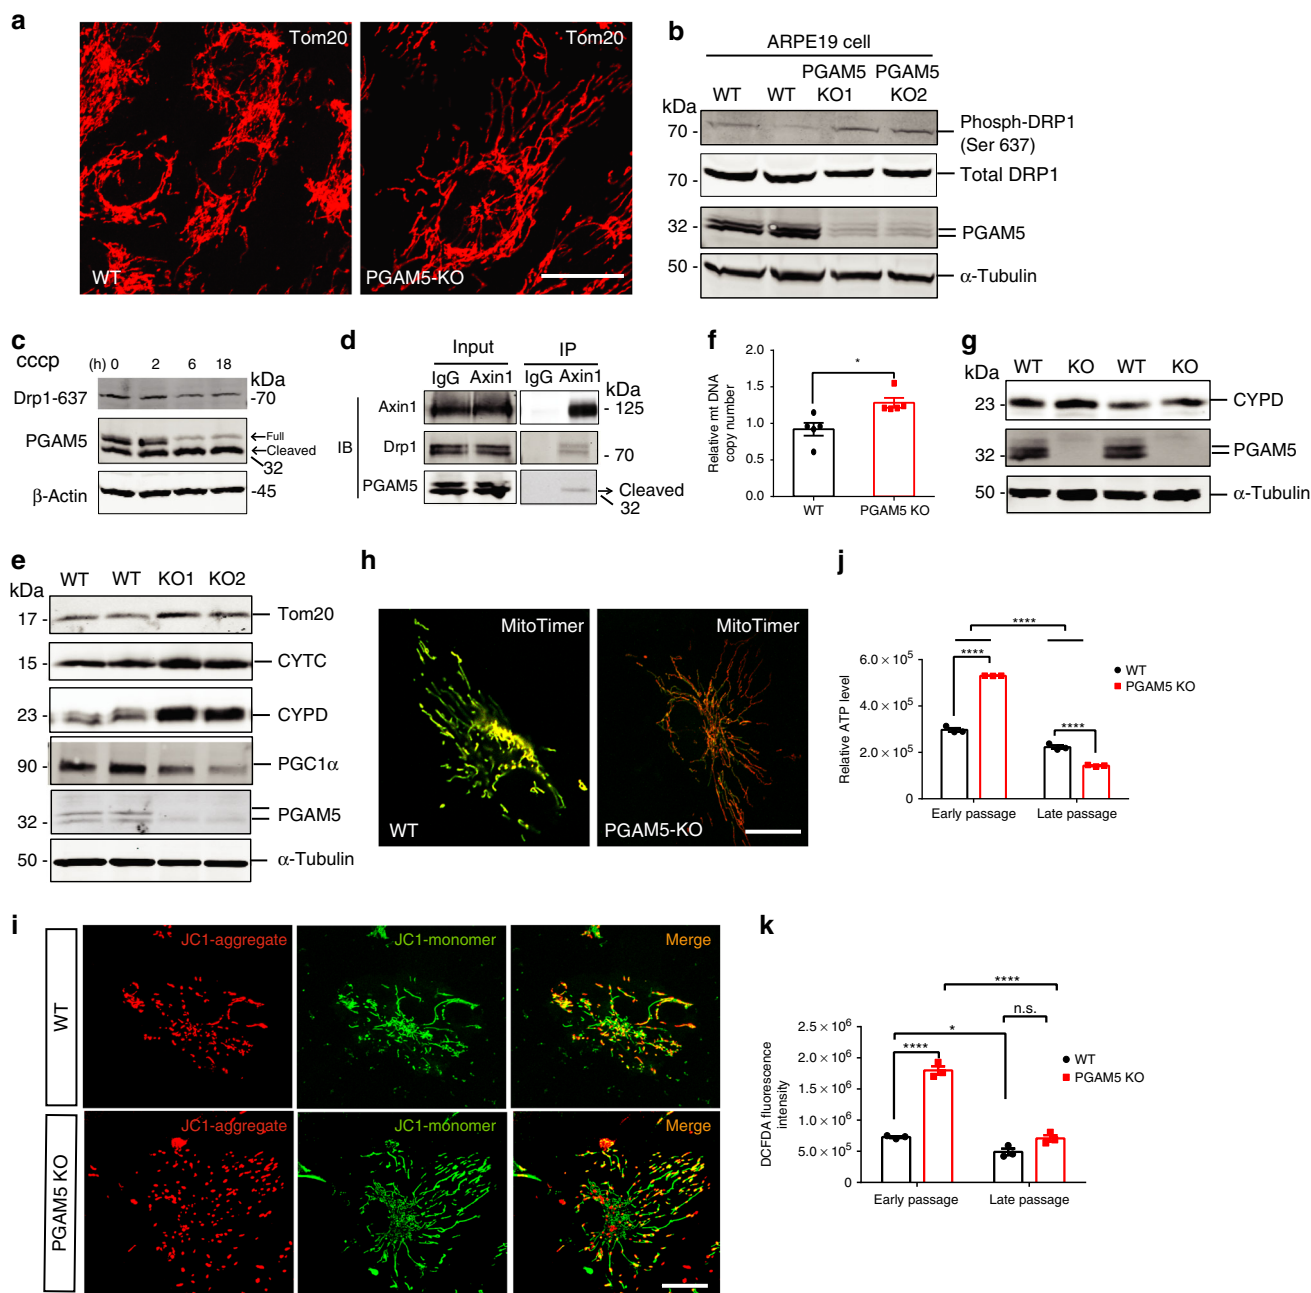 a
Tom20
Tom20
WT
PGAM5-KO
b
ARPE19 cell
PGAM5 PGAM5
WT WT KO1 KO2
kDa
70
Phosph-DRP1
(Ser 637)
70
Total DRP1
32
PGAM5
50
α-Tubulin
c
cccp (h) 0 2 6 18
kDa
Drp1-637
-70
PGAM5
←Full
←Cleaved
32
β-Actin
-45
d
Input IP
IgG Axin1 IgG Axin1
kDa
IB
Axin1
- 125
Drp1
- 70
PGAM5
→ Cleaved
32
f
Relative mt DNA
copy number
2.0
1.5
1.0
0.5
0.0
*
WT PGAM5 KO
g
WT KO WT KO
kDa
23 -
CYPD
32 -
PGAM5
50 -
α-Tubulin
e
WT WT KO1 KO2
kDa
17 -
Tom20
15 -
CYTC
23 -
CYPD
90 -
PGC1α
32 -
PGAM5
50 -
α-Tubulin
h
MitoTimer
MitoTimer
WT
PGAM5-KO
j
Relative ATP level
6.0 × 10⁵
4.0 × 10⁵
2.0 × 10⁵
0
****
****
****
WT
PGAM5 KO
Early passage Late passage
i
WT
JC1-aggregate
JC1-monomer
Merge
PGAM5 KO
JC1-aggregate
JC1-monomer
Merge
k
DCFDA fluorescence
intensity
2.5 × 10⁶
2.0 × 10⁶
1.5 × 10⁶
1.0 × 10⁶
5.0 × 10⁵
0
****
n.s.
*
****
WT
PGAM5 KO
Early passage Late passage